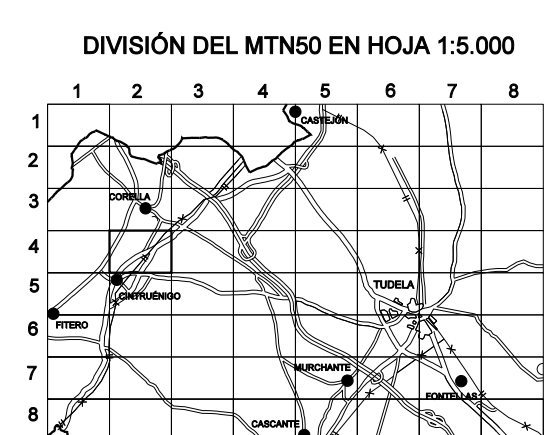 DIVISIÓN DEL MTN50 EN HOJA 1:5.000
1 2 3 4 5 6 7 8
1
CASTEJÓN
2
3
CORELLA
4
5
TUDELA
CINTRUÉNIGO
6
FITERO
7
MURCHANTE
FONTELLAS
8
CASCANTE